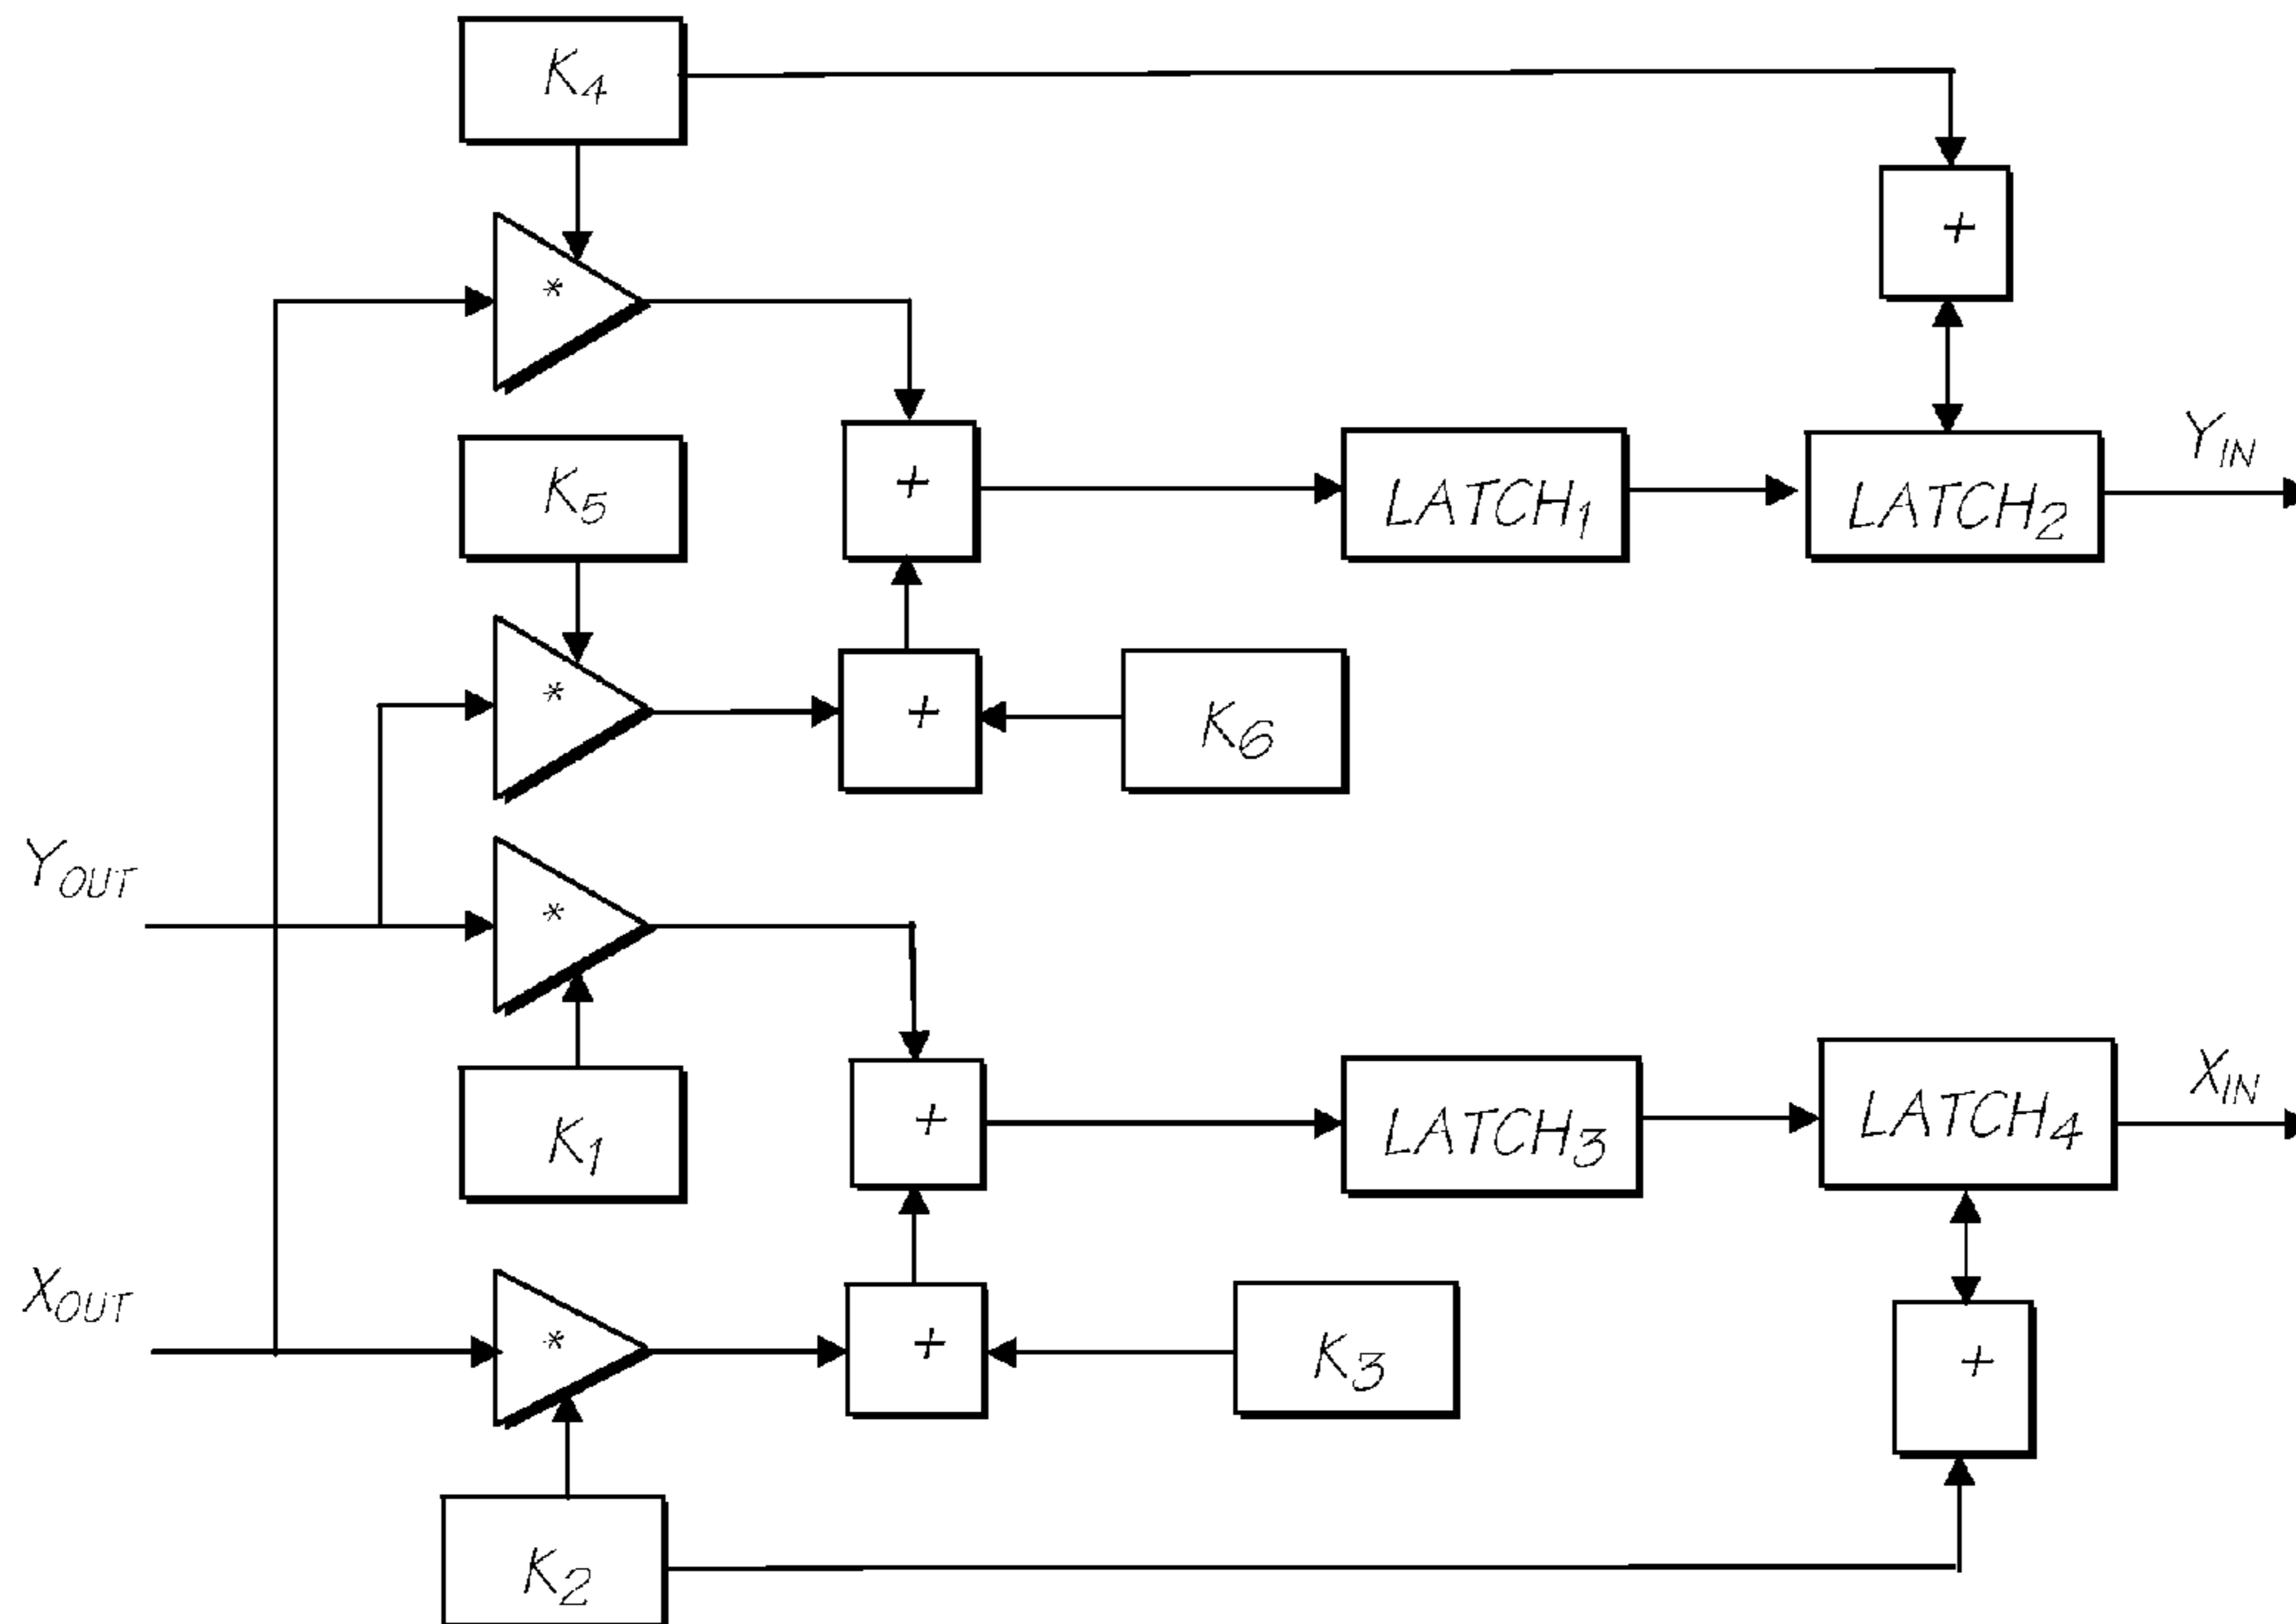 K4
*
+
K5
+
LATCH1
LATCH2
YIN
*
+
K6
YOUT
*
K1
+
LATCH3
LATCH4
XIN
XOUT
*
+
K3
+
K2